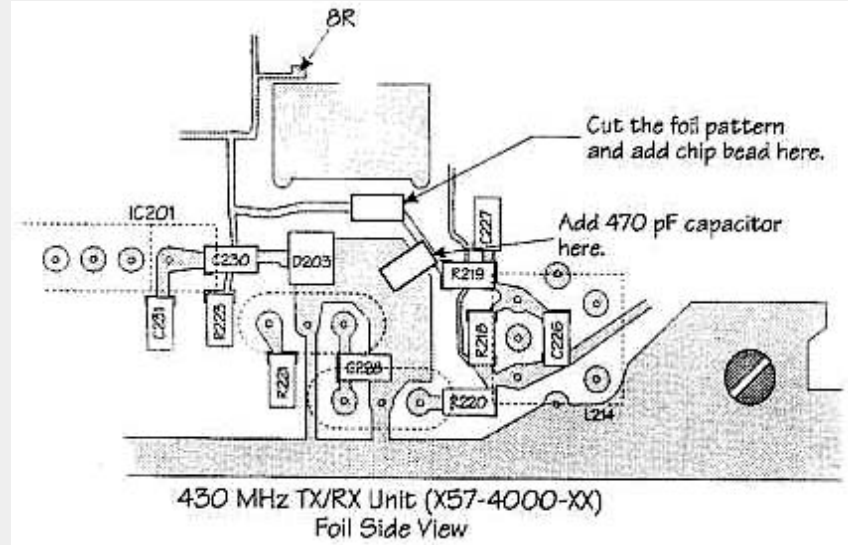 8R
Cut the foil pattern
and add chip bead here.
IC201
C227
Add 470 pF capacitor
here.
C230
D203
R219
C231
R223
R218
C226
R221
C228
R220
L214
430 MHz TX/RX Unit (X57-4000-XX)
Foil Side View